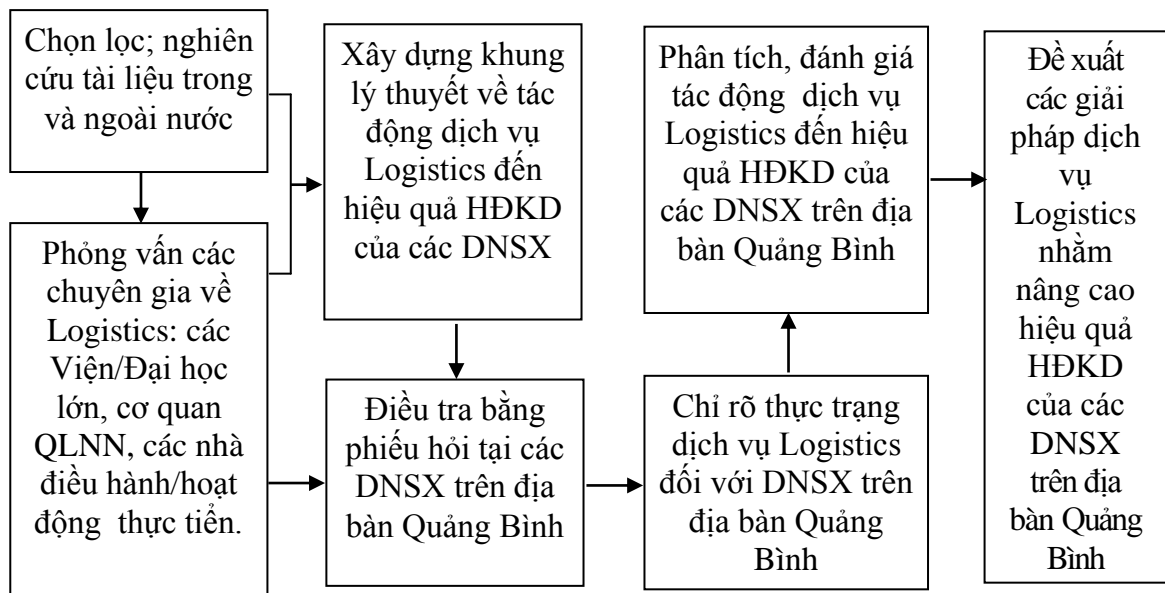 Chọn lọc; nghiên
cứu tài liệu trong
và ngoài nước
Phỏng vấn các
chuyên gia về
Logistics: các
Viện/Đại học
lớn, cơ quan
QLNN, các nhà
điều hành/hoạt
động thực tiển.
Xây dựng khung
lý thuyết về tác
động dịch vụ
Logistics đến
hiệu quả HĐKD
của các DNSX
Điều tra bằng
phiếu hỏi tại các
DNSX trên địa
bàn Quảng Bình
Chỉ rõ thực trạng
dịch vụ Logistics
đối với DNSX trên
địa bàn Quảng
Bình
Phân tích, đánh giá
tác động dịch vụ
Logistics đến hiệu
quả HĐKD của
các DNSX trên địa
bàn Quảng Bình
Đề xuất
các giải
pháp dịch
vụ
Logistics
nhằm
nâng cao
hiệu quả
HĐKD
của các
DNSX
trên địa
bàn Quảng
Bình